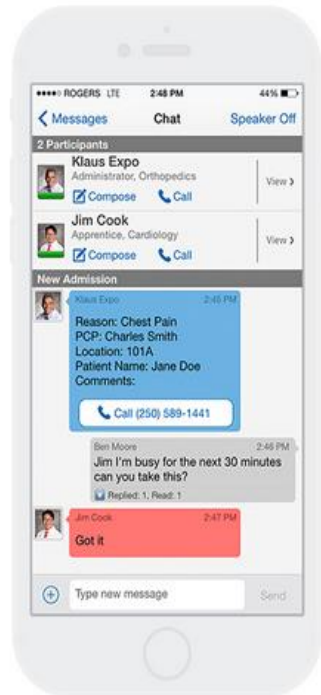 ROGERS LTE 2:48 PM 44%
Messages Chat Speaker Off
2 Participants
Klaus Expo
Administrator, Orthopedics
Compose Call
View
Jim Cook
Apprentice, Cardiology
Compose Call
View
New Admission
Klaus Expo 2:45 PM
Reason: Chest Pain
PCP: Charles Smith
Location: 101A
Patient Name: Jane Doe
Comments:
Call (250) 589-1441
Ben Moore 2:46 PM
Jim I'm busy for the next 30 minutes
can you take this?
Replied: 1, Read: 1
Jim Cook 2:47 PM
Got it
Type new message Send